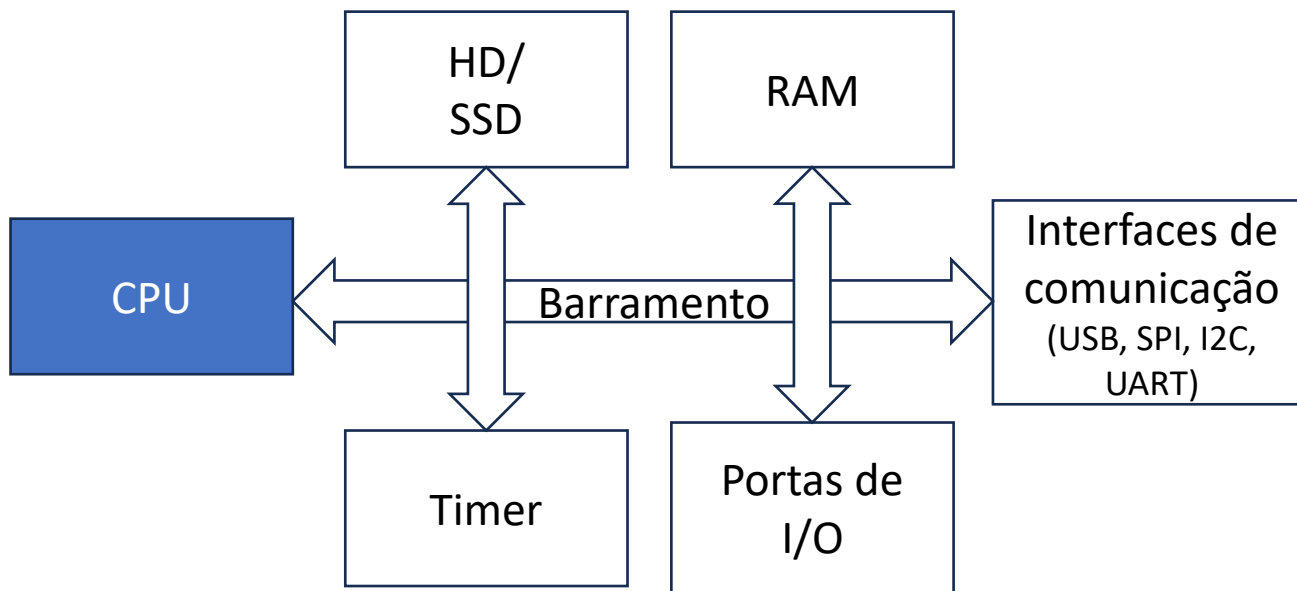 HD/
SSD
RAM
CPU
Barramento
Interfaces de
comunicação
(USB, SPI, I2C,
UART)
Timer
Portas de
I/O